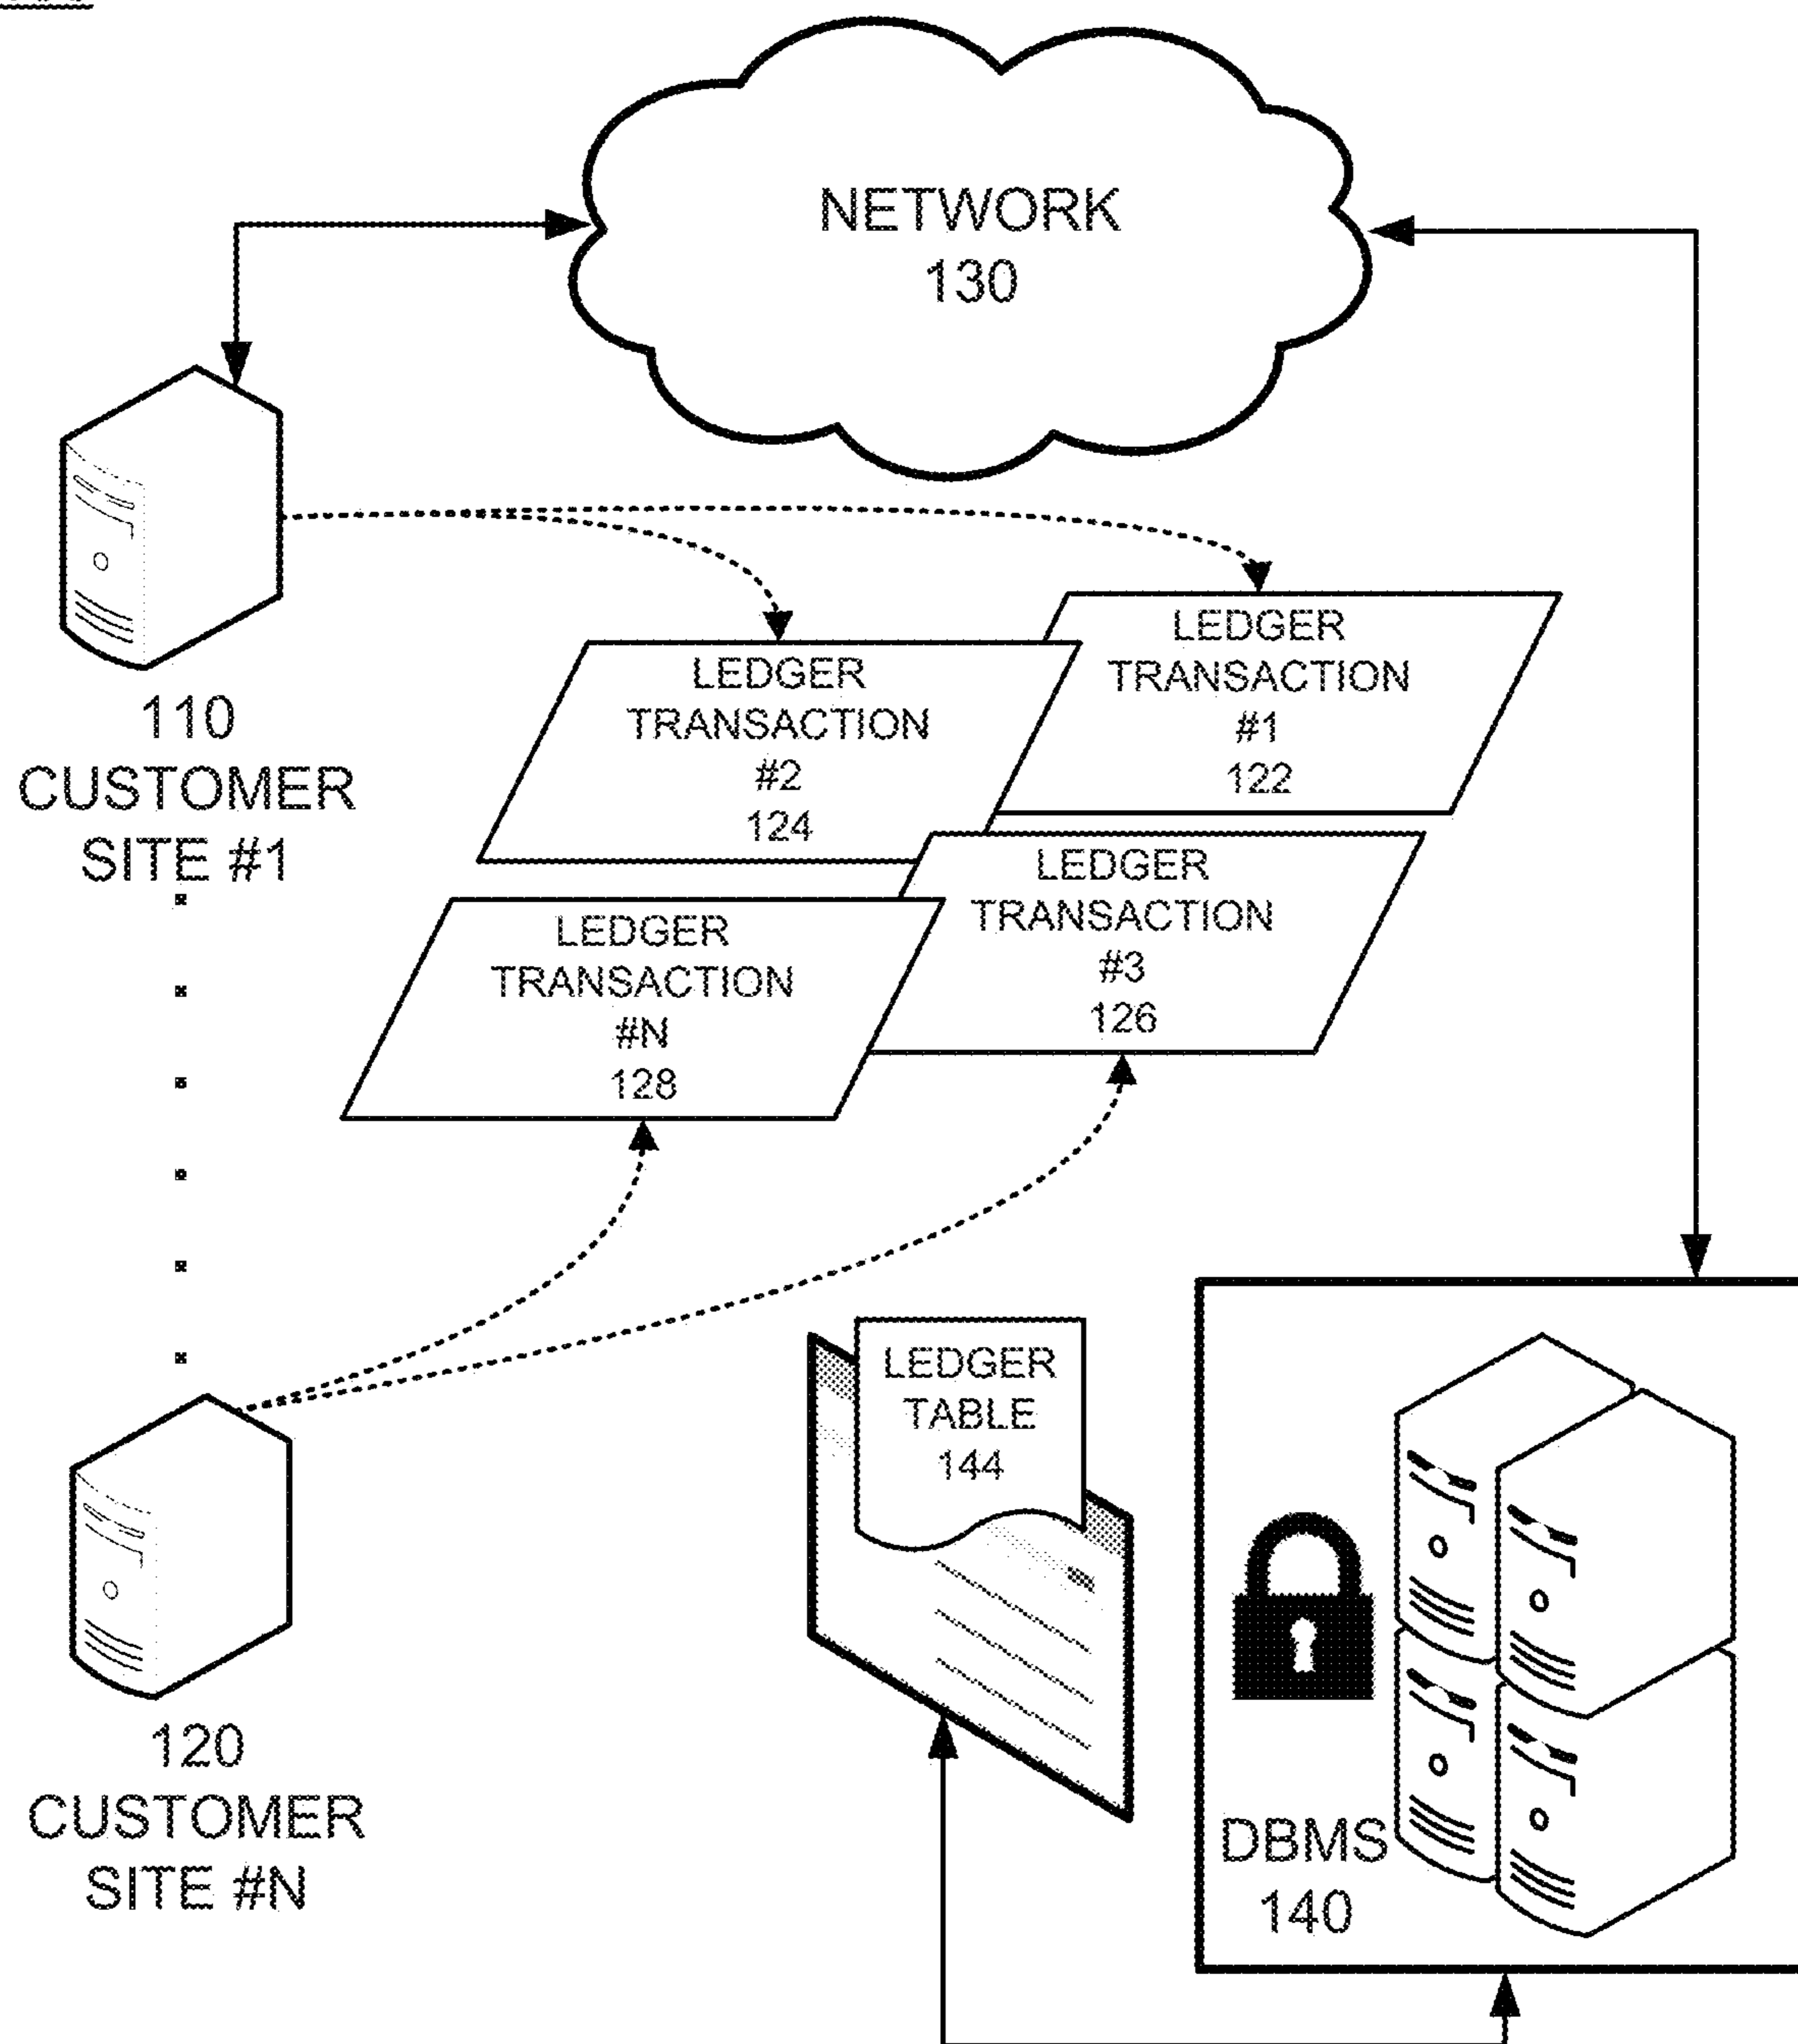 NETWORK
130
110
CUSTOMER
SITE #1
LEDGER
TRANSACTION
#1
122
LEDGER
TRANSACTION
#2
124
LEDGER
TRANSACTION
#3
126
LEDGER
TRANSACTION
#N
128
LEDGER
TABLE
144
120
CUSTOMER
SITE #N
DBMS
140